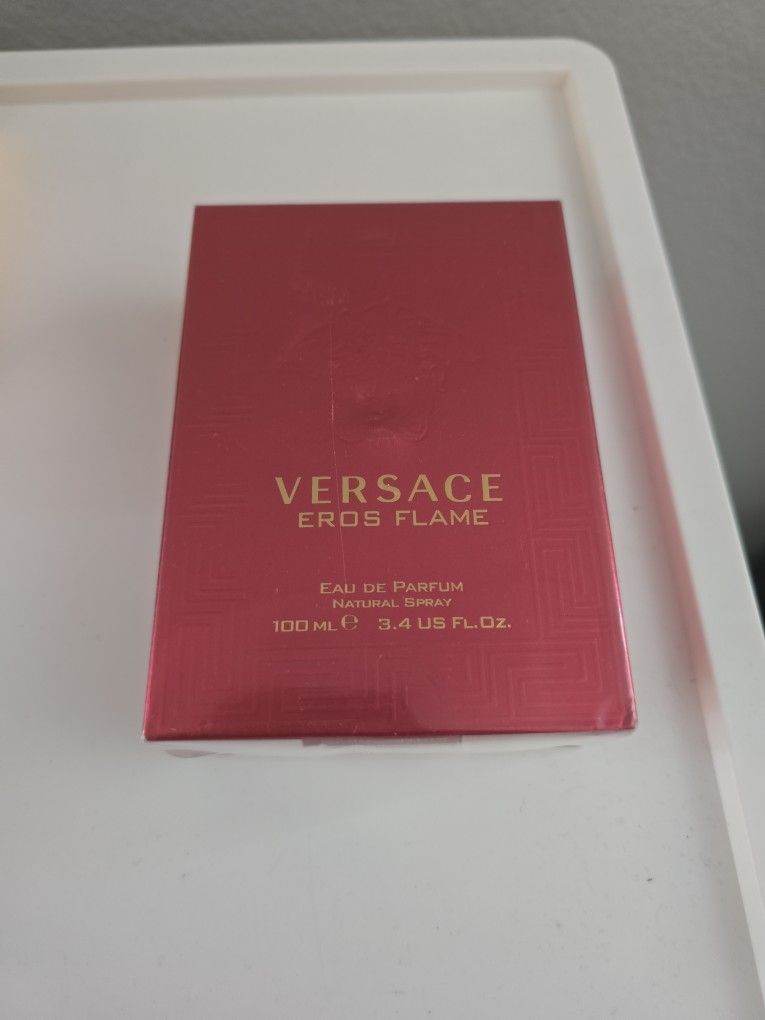 VERSACE
EROS FLAME
EAU DE PARFUM
NATURAL SPRAY
100 ML ℮ 3.4 US FL.OZ.